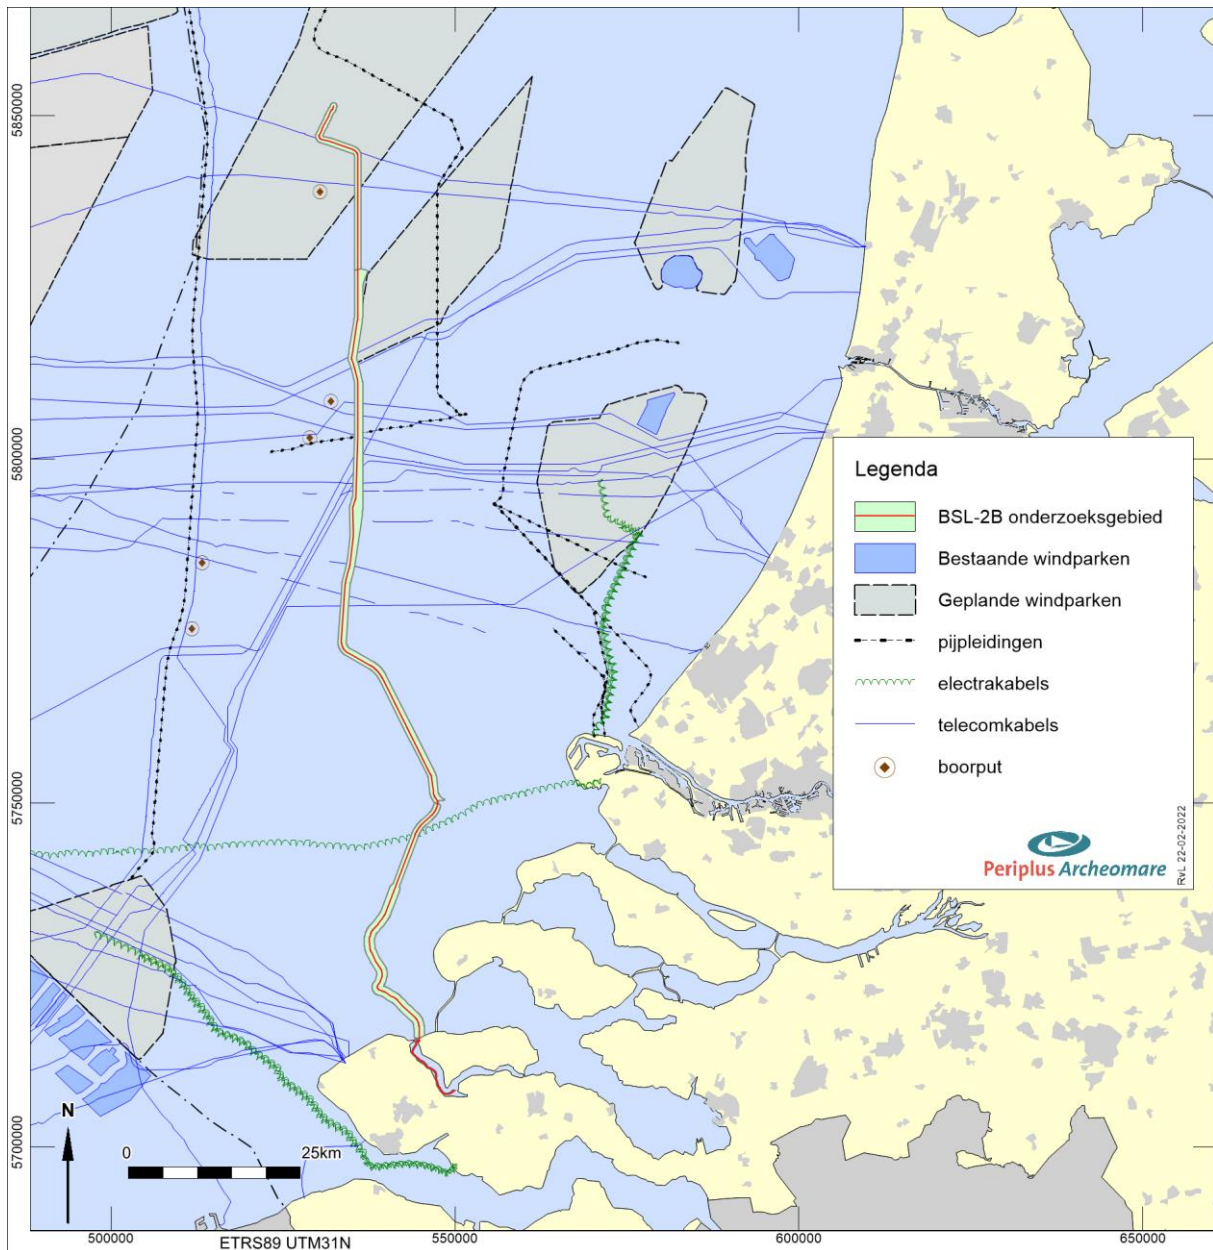 5850000
5800000
5750000
5700000
Legenda
BSL-2B onderzoeksgebied
Bestaande windparken
Geplande windparken
pijpleidingen
electrakabels
telecomkabels
boorput
Periplus Archeomare
RvL 22-02-2022
N
0 25km
500000 550000 600000 650000
ETRS89 UTM31N